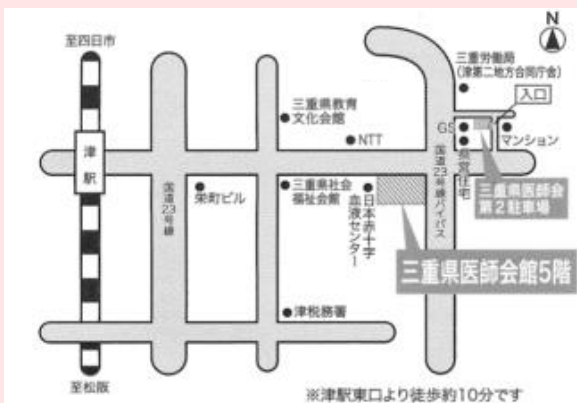 N
至四日市
三重労働局
(津第二地方合同庁舎)
入口
三重県教育
文化会館
GS
NTT
マンション
津駅
国道23号線
国道23号線バイパス
県営住宅
栄町ビル
三重県社会
福祉会館
日本赤十字
血液センター
三重県医師会
第2駐車場
三重県医師会館5階
津税務署
至松阪
※津駅東口より徒歩約10分です